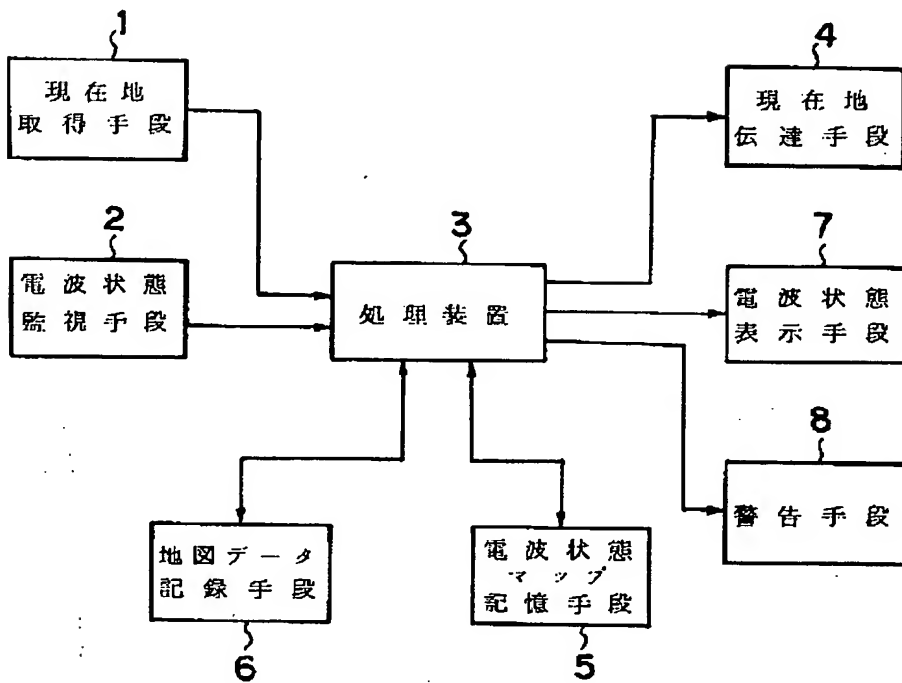 1
現在地
取得手段
2
電波状態
監視手段
3
処理装置
4
現在地
伝達手段
7
電波状態
表示手段
8
警告手段
地図データ
記録手段
6
電波状態
マップ
記憶手段
5